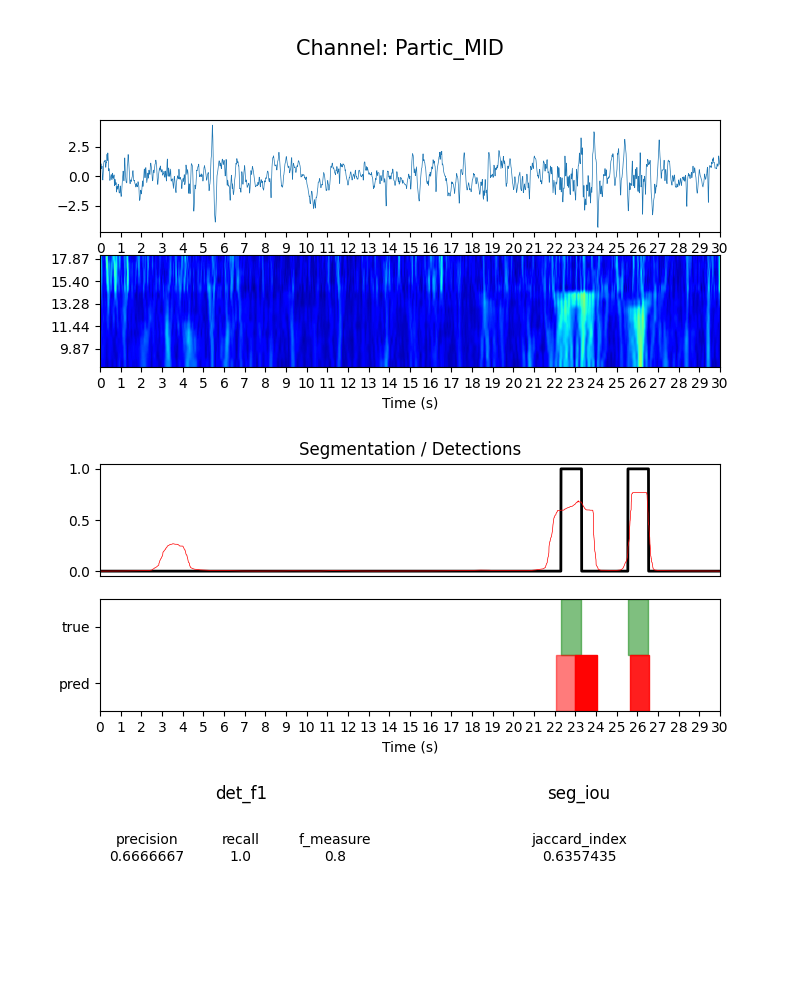 Channel: Partic_MID
2.5
0.0
−2.5
0 1 2 3 4 5 6 7 8 9 10 11 12 13 14 15 16 17 18 19 20 21 22 23 24 25 26 27 28 29 30
17.87
15.40
13.28
11.44
9.87
0 1 2 3 4 5 6 7 8 9 10 11 12 13 14 15 16 17 18 19 20 21 22 23 24 25 26 27 28 29 30
Time (s)
Segmentation / Detections
1.0
0.5
0.0
true
pred
0 1 2 3 4 5 6 7 8 9 10 11 12 13 14 15 16 17 18 19 20 21 22 23 24 25 26 27 28 29 30
Time (s)
det_f1 seg_iou
precision recall f_measure jaccard_index
0.6666667 1.0 0.8 0.6357435